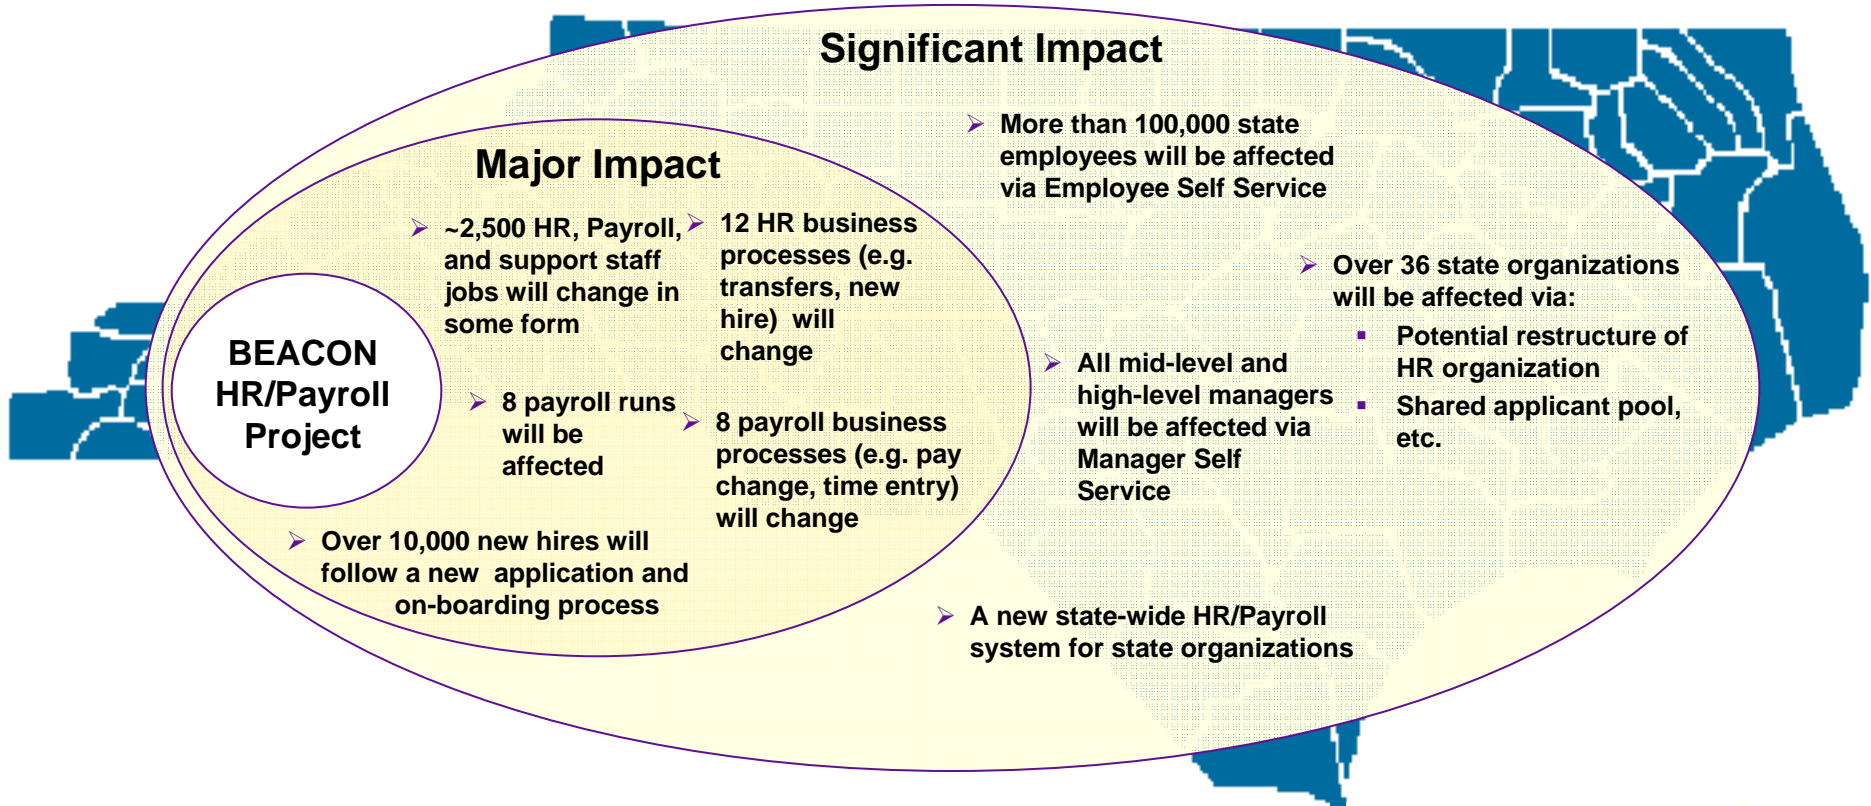 Significant Impact
➢ More than 100,000 state
employees will be affected
via Employee Self Service
Major Impact
➢ ~2,500 HR, Payroll,
and support staff
jobs will change in
some form
➢ 12 HR business
processes (e.g.
transfers, new
hire) will
change
➢ Over 36 state organizations
will be affected via:
▪ Potential restructure of
HR organization
▪ Shared applicant pool,
etc.
BEACON
HR/Payroll
Project
➢ All mid-level and
high-level managers
will be affected via
Manager Self
Service
➢ 8 payroll runs
will be
affected
➢ 8 payroll business
processes (e.g. pay
change, time entry)
will change
➢ Over 10,000 new hires will
follow a new application and
on-boarding process
➢ A new state-wide HR/Payroll
system for state organizations